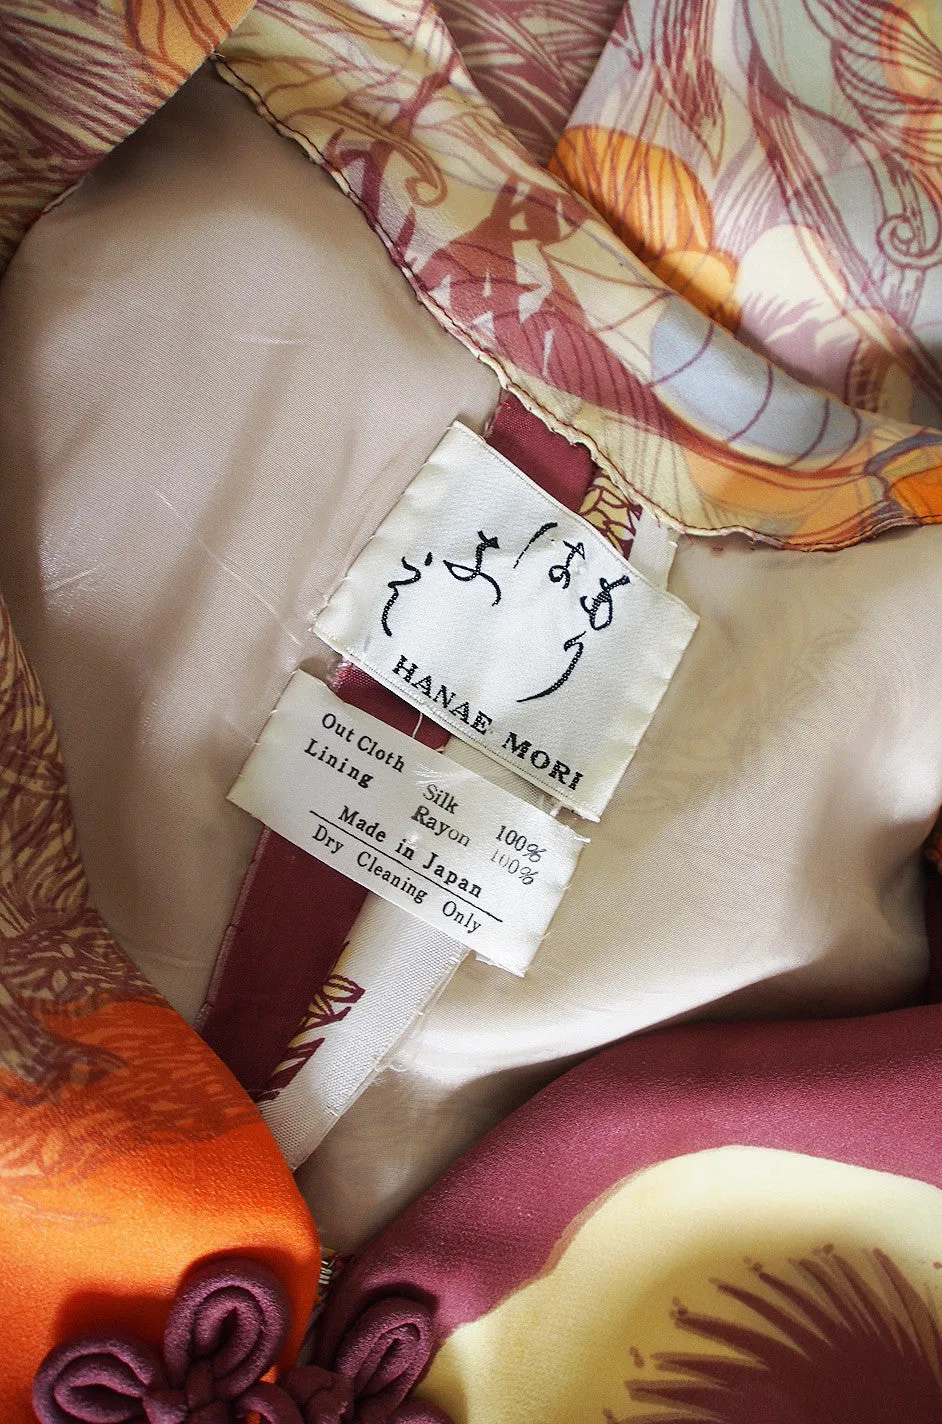 HANAE MORI
Out Cloth Silk 100%
Lining Rayon 100%
Made in Japan
Dry Cleaning Only